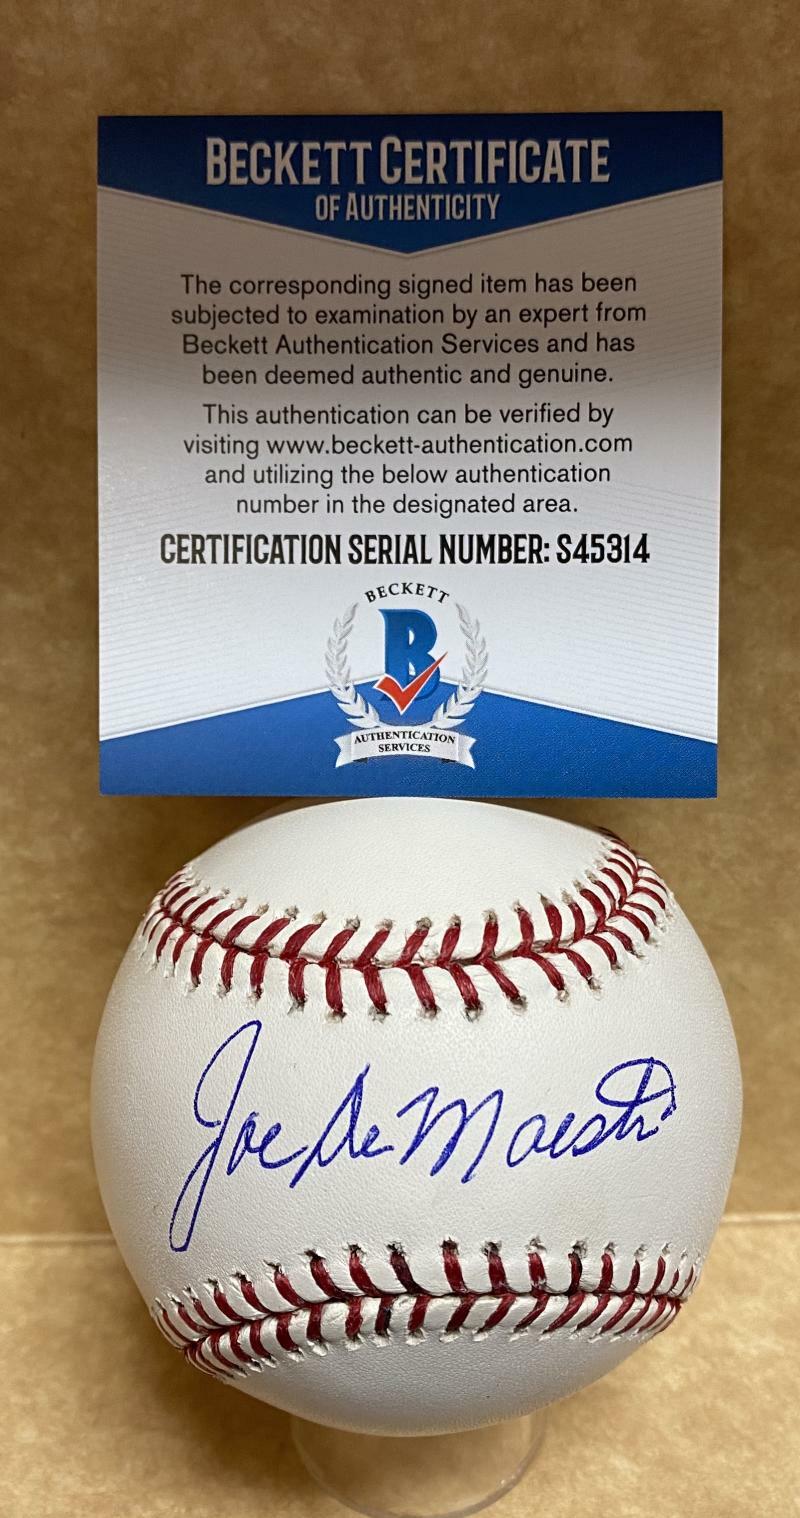 BECKETT CERTIFICATE
OF AUTHENTICITY
The corresponding signed item has been
subjected to examination by an expert from
Beckett Authentication Services and has
been deemed authentic and genuine.
This authentication can be verified by
visiting www.beckett-authentication.com
and utilizing the below authentication
number in the designated area.
CERTIFICATION SERIAL NUMBER: S45314
BECKETT
B
AUTHENTICATION
SERVICES
Joe De Maestri